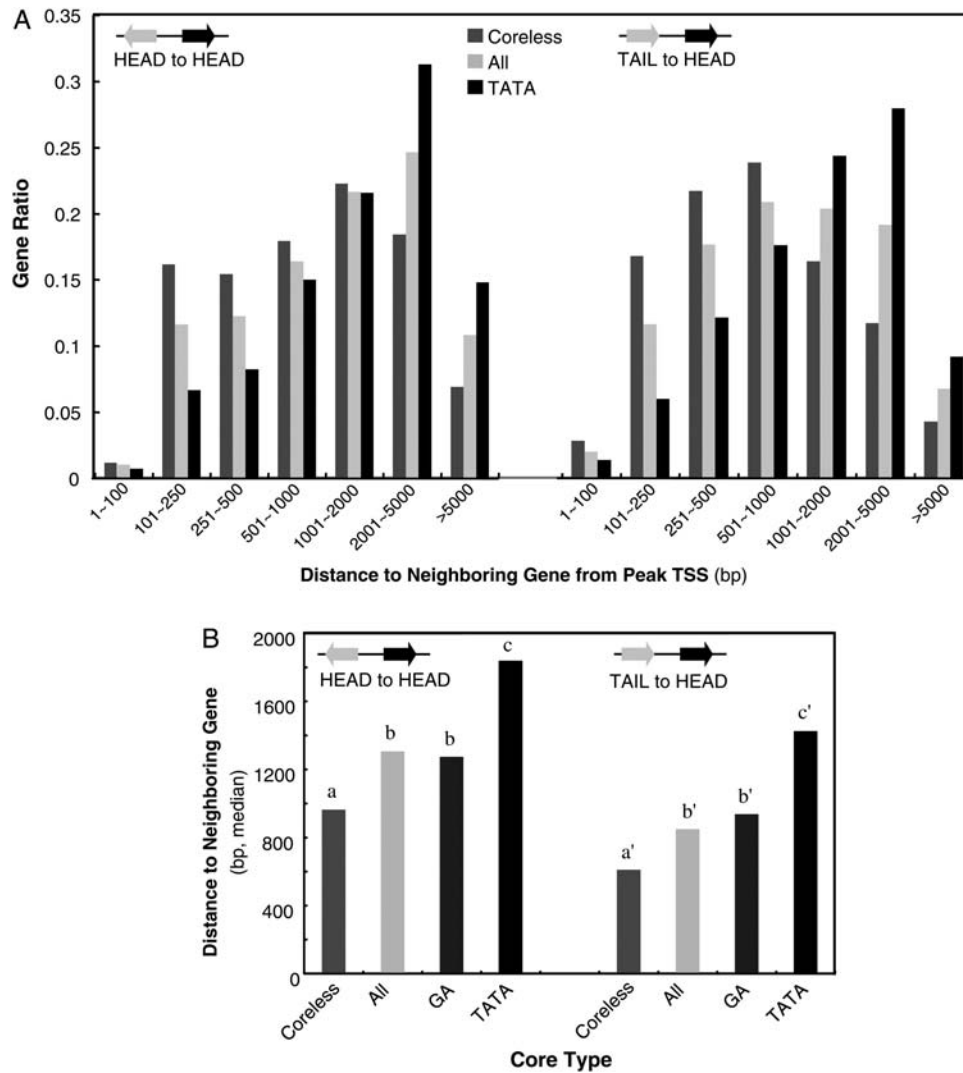 A
0.35
0.3
0.25
0.2
0.15
0.1
0.05
0
Gene Ratio
HEAD to HEAD
Coreless
All
TATA
TAIL to HEAD
1~100
101~250
251~500
501~1000
1001~2000
2001~5000
>5000
1~100
101~250
251~500
501~1000
1001~2000
2001~5000
>5000
Distance to Neighboring Gene from Peak TSS (bp)
B
2000
1600
1200
800
400
0
Distance to Neighboring Gene
(bp, median)
HEAD to HEAD
TAIL to HEAD
a
b
b
c
a'
b'
b'
c'
Coreless
All
GA
TATA
Coreless
All
GA
TATA
Core Type